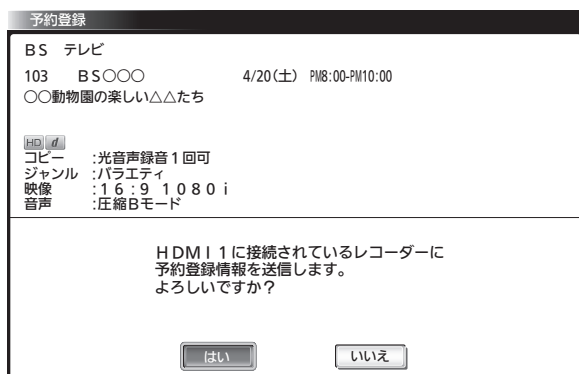 予約登録
BS テレビ
103 BS○○○ 4/20(土) PM8:00-PM10:00
○○動物園の楽しい△△たち
HD d
コピー :光音声録音1回可
ジャンル :バラエティ
映像 :16:9 1080i
音声 :圧縮Bモード
HDMI1に接続されているレコーダーに
予約登録情報を送信します。
よろしいですか?
はい いいえ